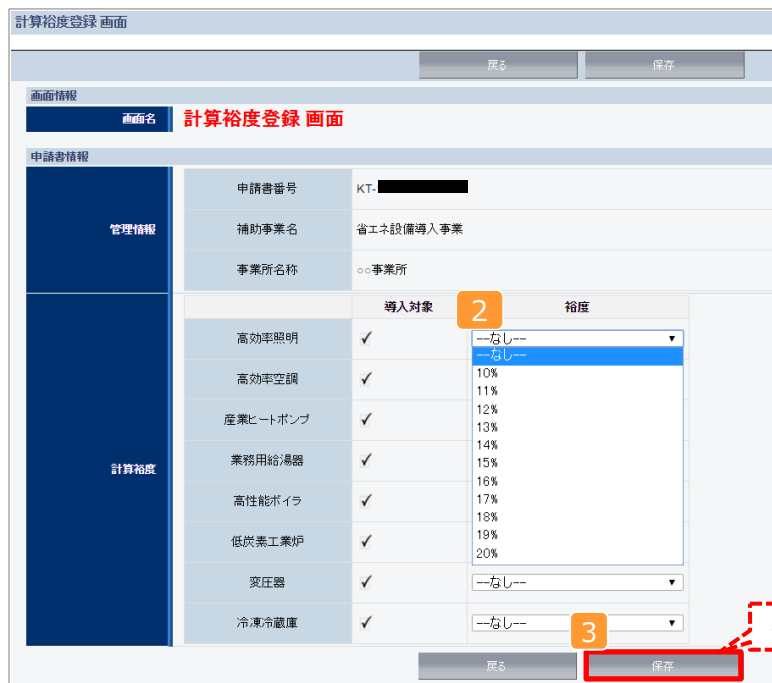 計算裕度登録 画面
戻る 保存
画面情報
画面名 計算裕度登録 画面
申請書情報
管理情報
申請書番号 KT-
補助事業名 省エネ設備導入事業
事業所名称 ○○事業所
計算裕度
導入対象 2 裕度
高効率照明 ✓ --なし-- ▼
--なし--
高効率空調 ✓
10%
11%
産業ヒートポンプ ✓
12%
13%
業務用給湯器 ✓
14%
15%
16%
高性能ボイラ ✓
17%
18%
低炭素工業炉 ✓
19%
20%
変圧器 ✓ --なし-- ▼
冷凍冷蔵庫 ✓ --なし-- ▼
3
戻る 保存